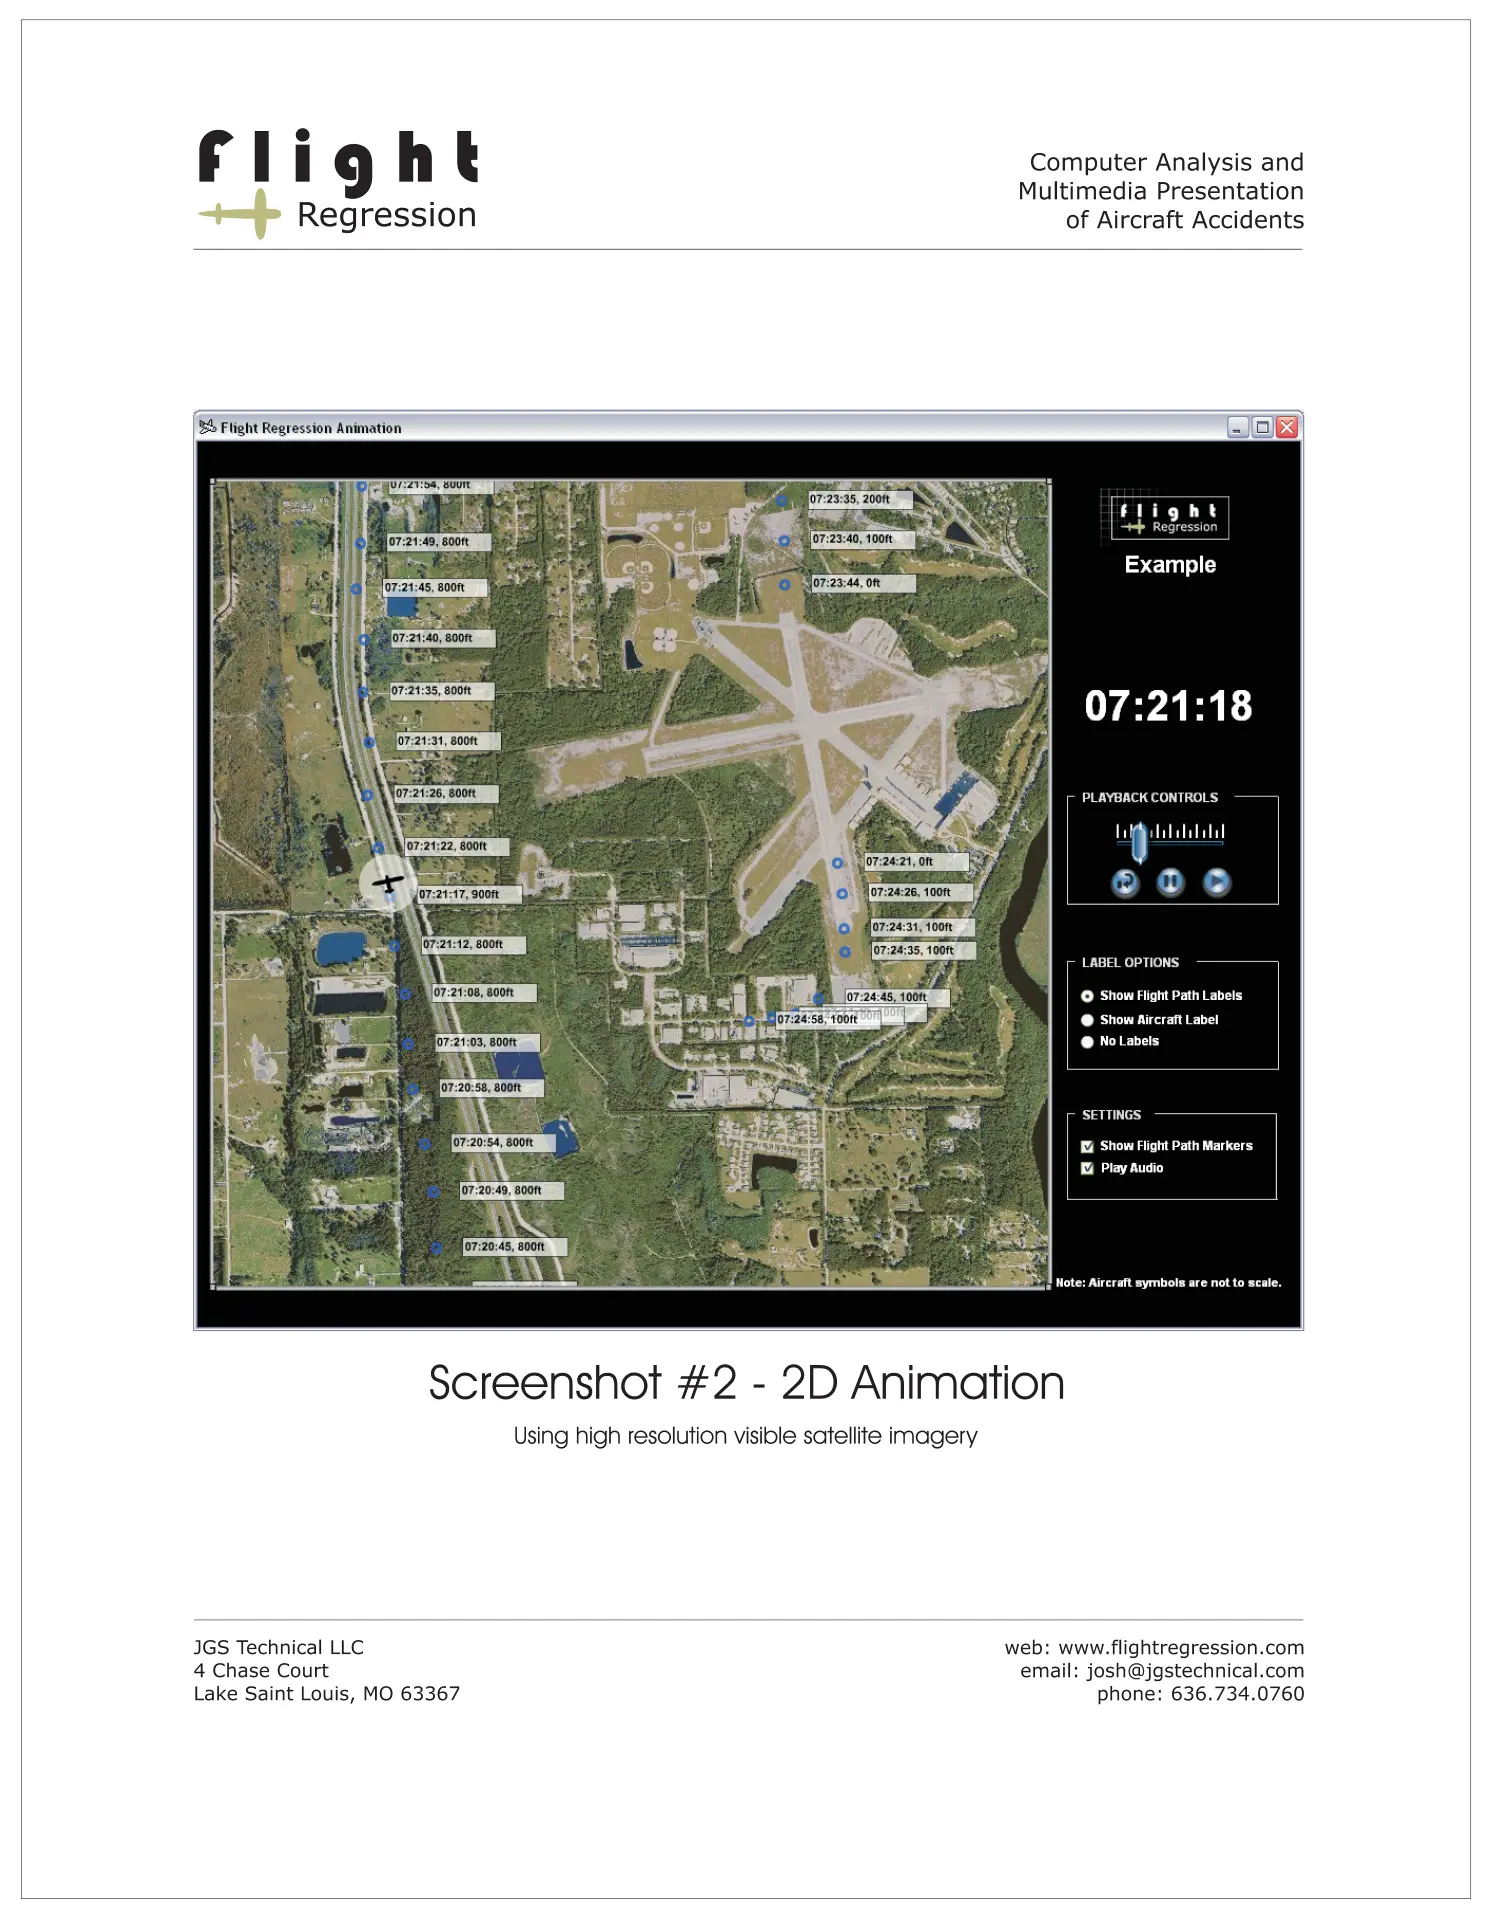 Flight
Regression
Computer Analysis and
Multimedia Presentation
of Aircraft Accidents
Flight Regression Animation
07:21:54, 800ft
07:21:49, 800ft
07:21:45, 800ft
07:21:40, 800ft
07:21:35, 800ft
07:21:31, 800ft
07:21:26, 800ft
07:21:22, 800ft
07:21:17, 900ft
07:21:12, 800ft
07:21:08, 800ft
07:21:03, 800ft
07:20:58, 800ft
07:20:54, 800ft
07:20:49, 800ft
07:20:45, 800ft
07:23:35, 200ft
07:23:40, 100ft
07:23:44, 0ft
07:24:21, 0ft
07:24:26, 100ft
07:24:31, 100ft
07:24:35, 100ft
07:24:45, 100ft
07:24:58, 100ft
flight
Regression
Example
07:21:18
PLAYBACK CONTROLS
LABEL OPTIONS
Show Flight Path Labels
Show Aircraft Label
No Labels
SETTINGS
Show Flight Path Markers
Play Audio
Note: Aircraft symbols are not to scale.
Screenshot #2 - 2D Animation
Using high resolution visible satellite imagery
JGS Technical LLC
4 Chase Court
Lake Saint Louis, MO 63367
web: www.flightregression.com
email: josh@jgstechnical.com
phone: 636.734.0760